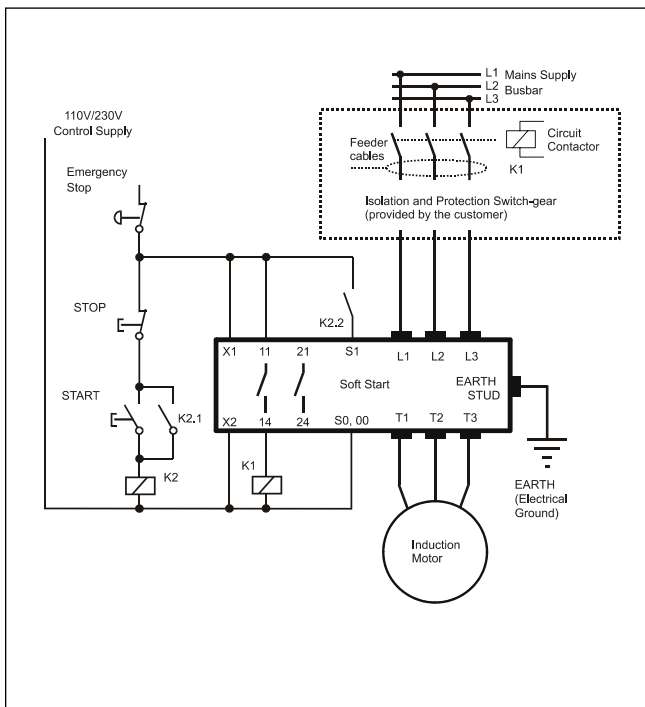 L1
Mains Supply
L2
Busbar
L3
110V/230V
Control Supply
Feeder
cables
Circuit
Contactor
K1
Emergency
Stop
Isolation and Protection Switch-gear
(provided by the customer)
STOP
K2.2
X1
11
21
S1
L1
L2
L3
Soft Start
EARTH
STUD
START
K2.1
X2
14
24
S0, 00
T1
T2
T3
K2
K1
EARTH
(Electrical
Ground)
Induction
Motor